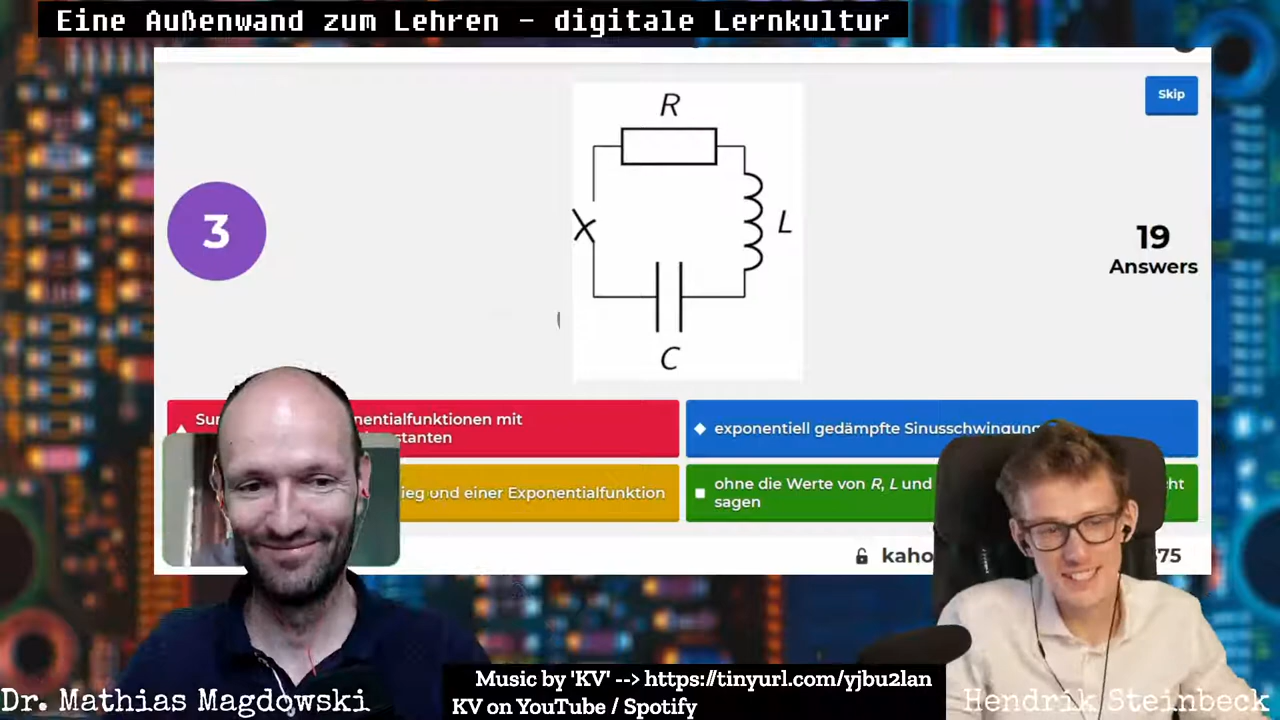 Eine Außenwand zum Lehren - digitale Lernkultur
Skip
R
3
L
19
Answers
C
nentialfunktionen mit
stanten
exponentiell gedämpfte Sinusschwingung
ieg und einer Exponentialfunktion
ohne die Werte von R, L und
cht
sagen
kaho
75
Music by 'KV' --> https://tinyurl.com/yjbu2lan
KV on YouTube / Spotify
Dr. Mathias Magdowski
Hendrik Steinbeck